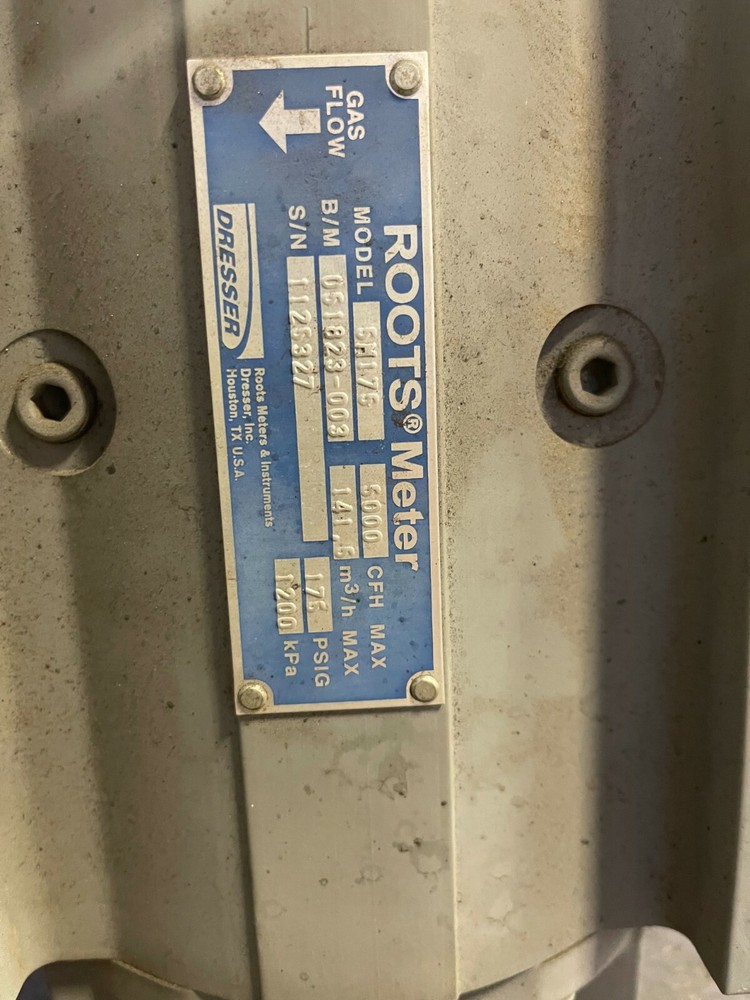 ROOTS® Meter
GAS
FLOW
MODEL 5M175 5000 CFH MAX
B/M 051823-003 141.5 m³/h MAX
S/N 1125327 175 PSIG
1200 kPa
DRESSER
Roots Meters & Instruments
Dresser, Inc.
Houston, TX U.S.A.